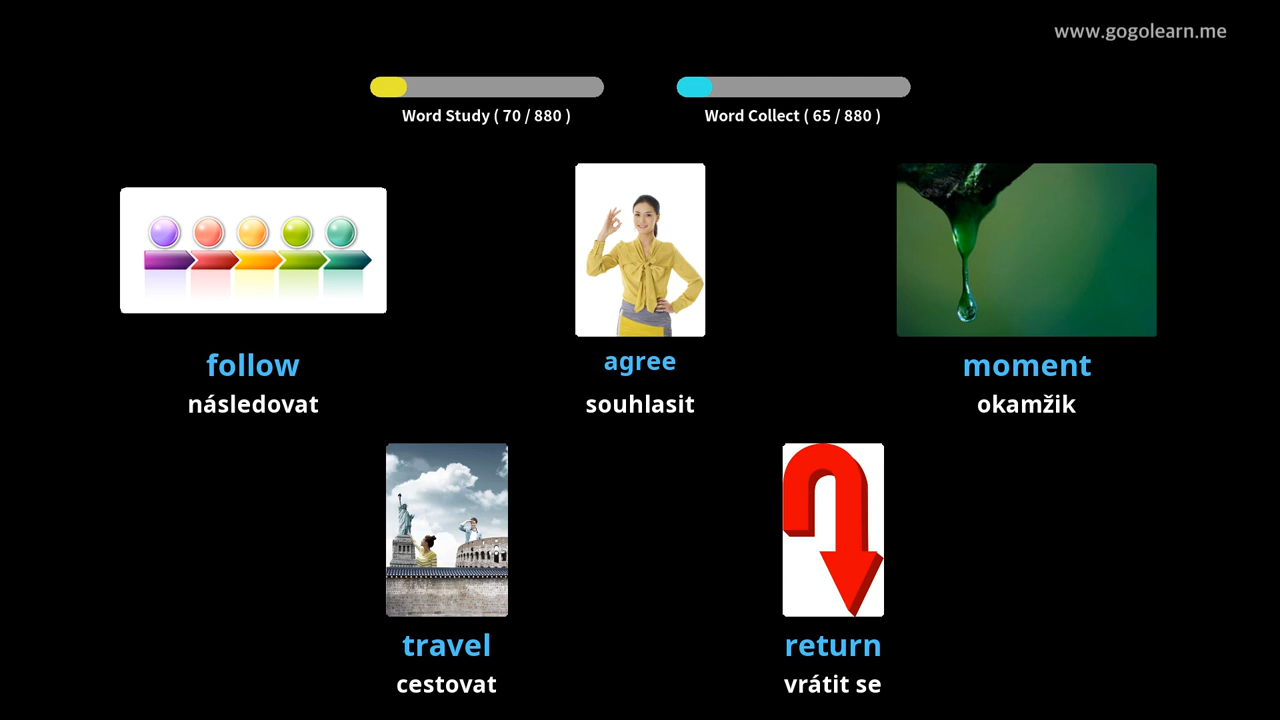 www.gogolearn.me
Word Study ( 70 / 880 )
Word Collect ( 65 / 880 )
follow
následovat
agree
souhlasit
moment
okamžik
travel
cestovat
return
vrátit se